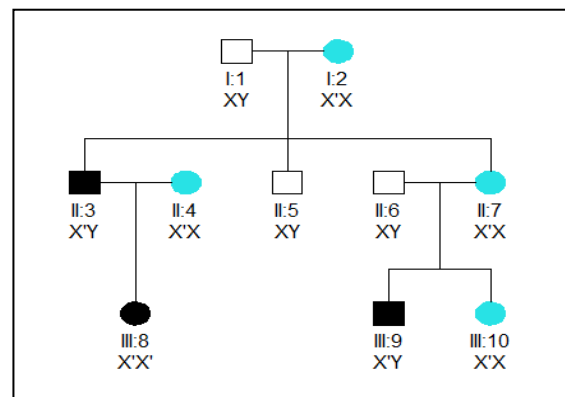 I:1 I:2
XY X'X
II:3 II:4 II:5 II:6 II:7
X'Y X'X XY XY X'X
III:8 III:9 III:10
X'X' X'Y X'X